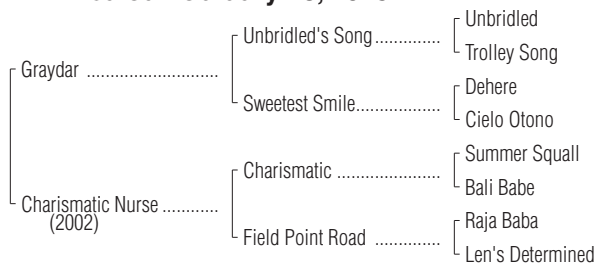 Unbridled
Unbridled's Song..............
Trolley Song
Graydar ............................
Dehere
Sweetest Smile..................
Cielo Otono
Summer Squall
Charismatic .....................
Bali Babe
Charismatic Nurse ............
(2002)
Raja Baba
Field Point Road ..............
Len's Determined